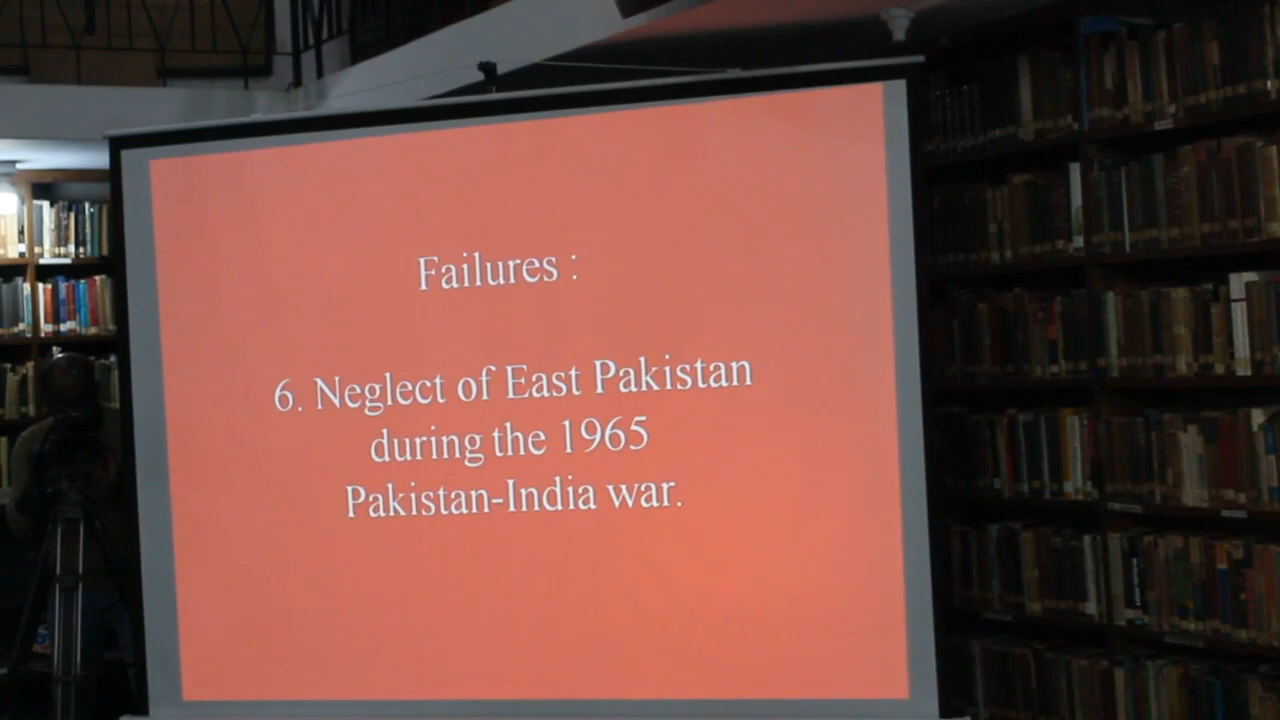 Failures :
6. Neglect of East Pakistan
during the 1965
Pakistan-India war.